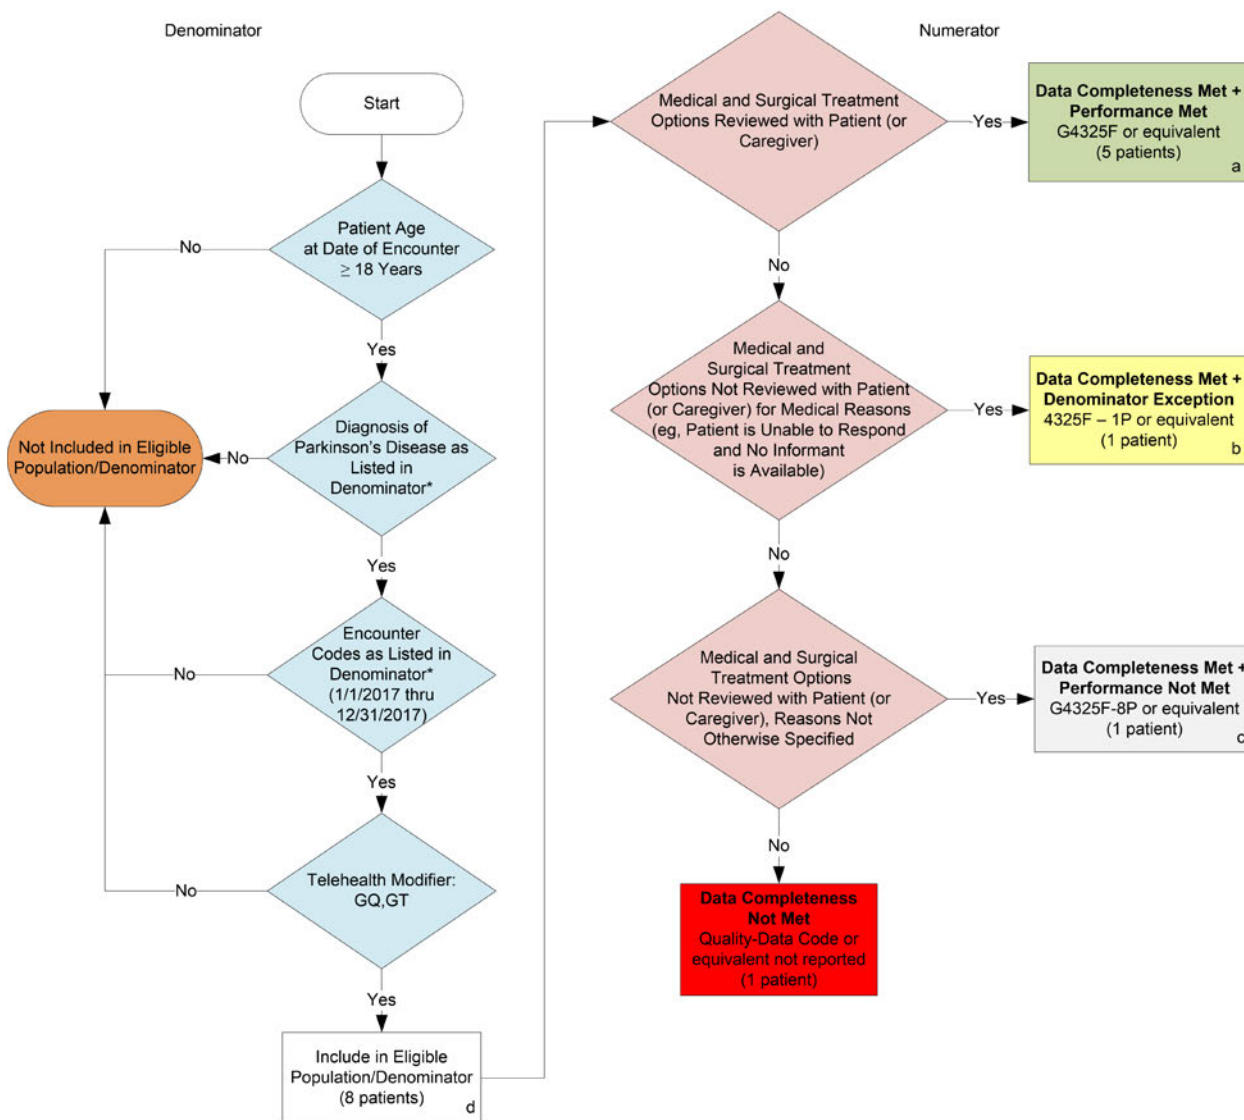 Denominator
Start
Patient Age
at Date of Encounter
≥ 18 Years
No
Yes
Diagnosis of
Parkinson's Disease as
Listed in
Denominator*
No
Not Included in Eligible
Population/Denominator
Yes
Encounter
Codes as Listed in
Denominator*
(1/1/2017 thru
12/31/2017)
No
Yes
Telehealth Modifier:
GQ,GT
No
Yes
Include in Eligible
Population/Denominator
(8 patients)
d
Numerator
Medical and Surgical Treatment
Options Reviewed with Patient (or
Caregiver)
Yes
Data Completeness Met +
Performance Met
G4325F or equivalent
(5 patients)
a
No
Medical and
Surgical Treatment
Options Not Reviewed with Patient
(or Caregiver) for Medical Reasons
(eg, Patient is Unable to Respond
and No Informant
is Available)
Yes
Data Completeness Met +
Denominator Exception
4325F – 1P or equivalent
(1 patient)
b
No
Medical and Surgical
Treatment Options
Not Reviewed with Patient (or
Caregiver), Reasons Not
Otherwise Specified
Yes
Data Completeness Met +
Performance Not Met
G4325F-8P or equivalent
(1 patient)
c
No
Data Completeness
Not Met
Quality-Data Code or
equivalent not reported
(1 patient)